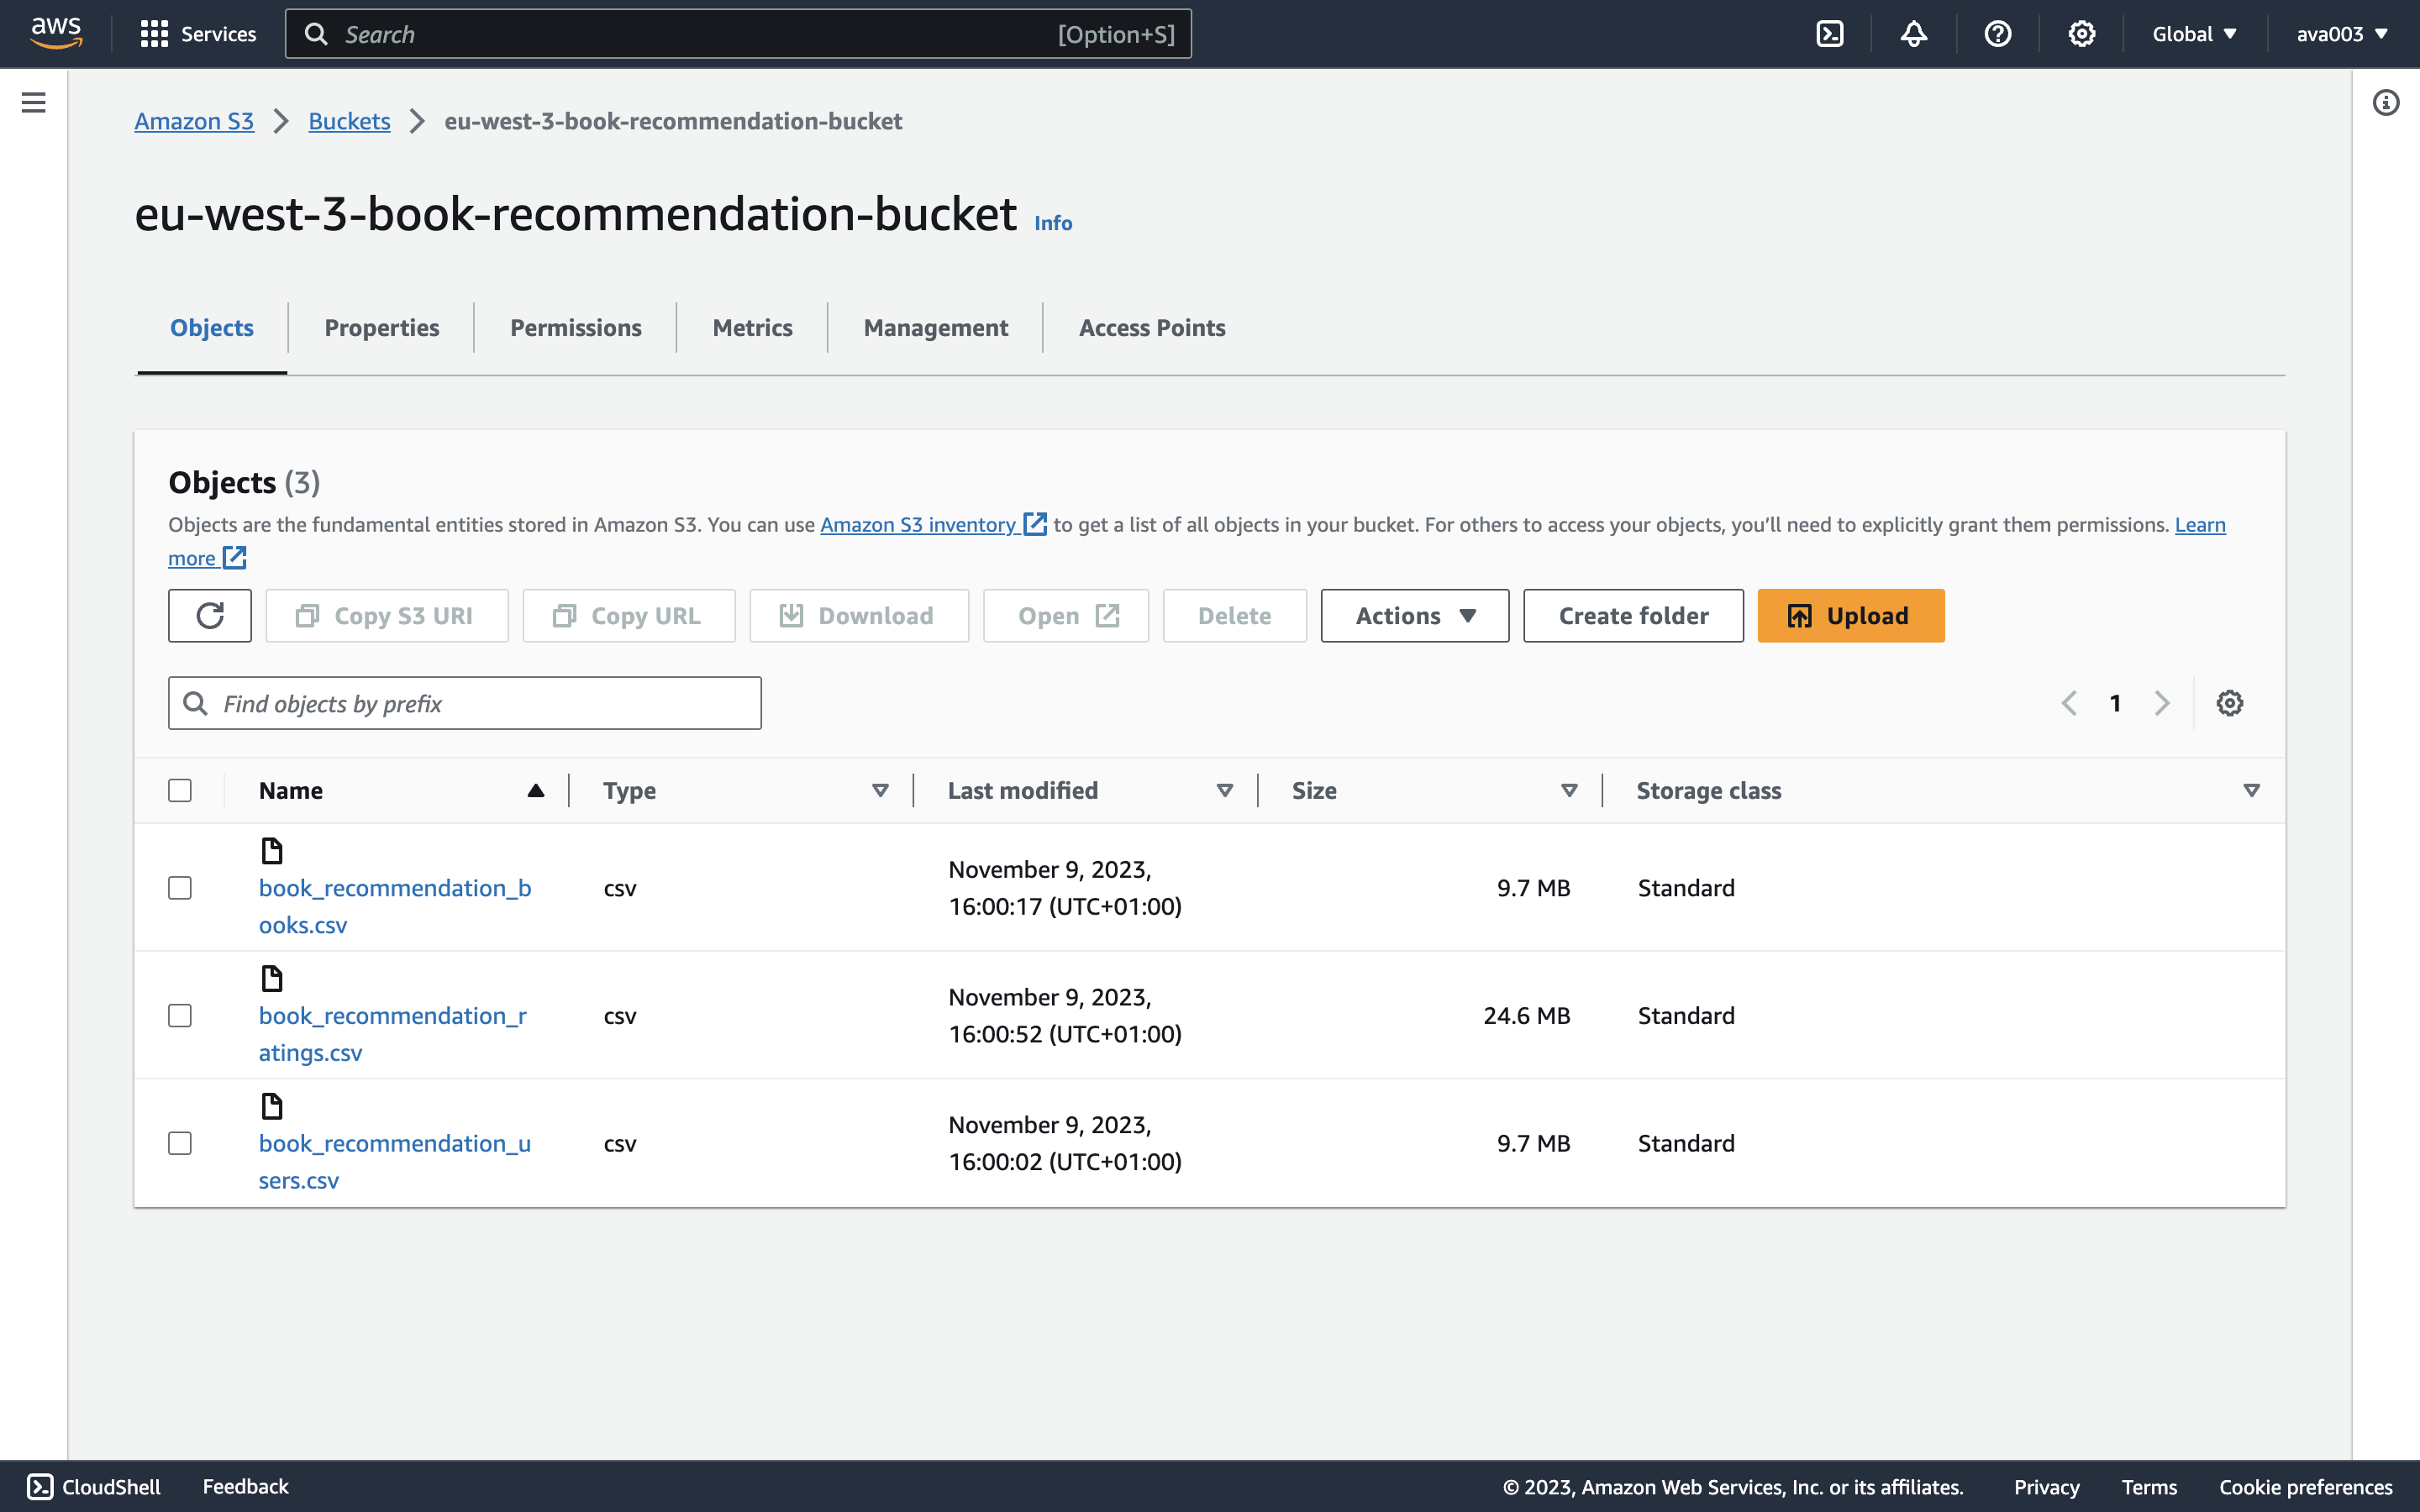 aws
Services
Search
[Option+S]
Global
ava003
Amazon S3
Buckets
eu-west-3-book-recommendation-bucket
eu-west-3-book-recommendation-bucket Info
Objects
Properties
Permissions
Metrics
Management
Access Points
Objects (3)
Objects are the fundamental entities stored in Amazon S3. You can use Amazon S3 inventory to get a list of all objects in your bucket. For others to access your objects, you’ll need to explicitly grant them permissions. Learn
more
Copy S3 URI
Copy URL
Download
Open
Delete
Actions
Create folder
Upload
Find objects by prefix
1
Name
Type
Last modified
Size
Storage class
book_recommendation_b
ooks.csv
csv
November 9, 2023,
16:00:17 (UTC+01:00)
9.7 MB
Standard
book_recommendation_r
atings.csv
csv
November 9, 2023,
16:00:52 (UTC+01:00)
24.6 MB
Standard
book_recommendation_u
sers.csv
csv
November 9, 2023,
16:00:02 (UTC+01:00)
9.7 MB
Standard
CloudShell
Feedback
© 2023, Amazon Web Services, Inc. or its affiliates.
Privacy
Terms
Cookie preferences